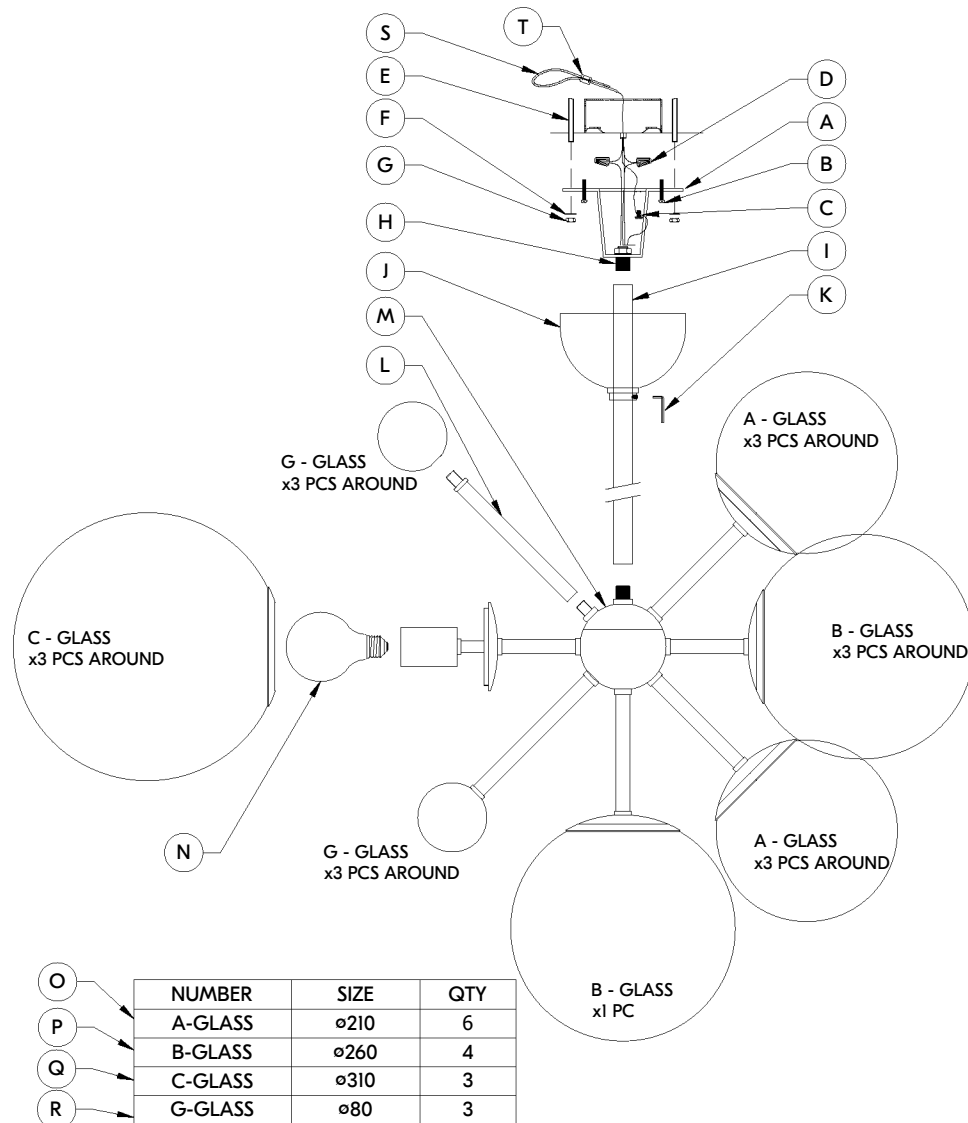 S
T
E
D
F
A
G
B
C
H
I
J
K
M
L
A - GLASS
x3 PCS AROUND
G - GLASS
x3 PCS AROUND
C - GLASS
x3 PCS AROUND
B - GLASS
x3 PCS AROUND
N
G - GLASS
x3 PCS AROUND
A - GLASS
x3 PCS AROUND
B - GLASS
x1 PC
O
P
Q
R
NUMBER SIZE QTY
A-GLASS ø210 6
B-GLASS ø260 4
C-GLASS ø310 3
G-GLASS ø80 3